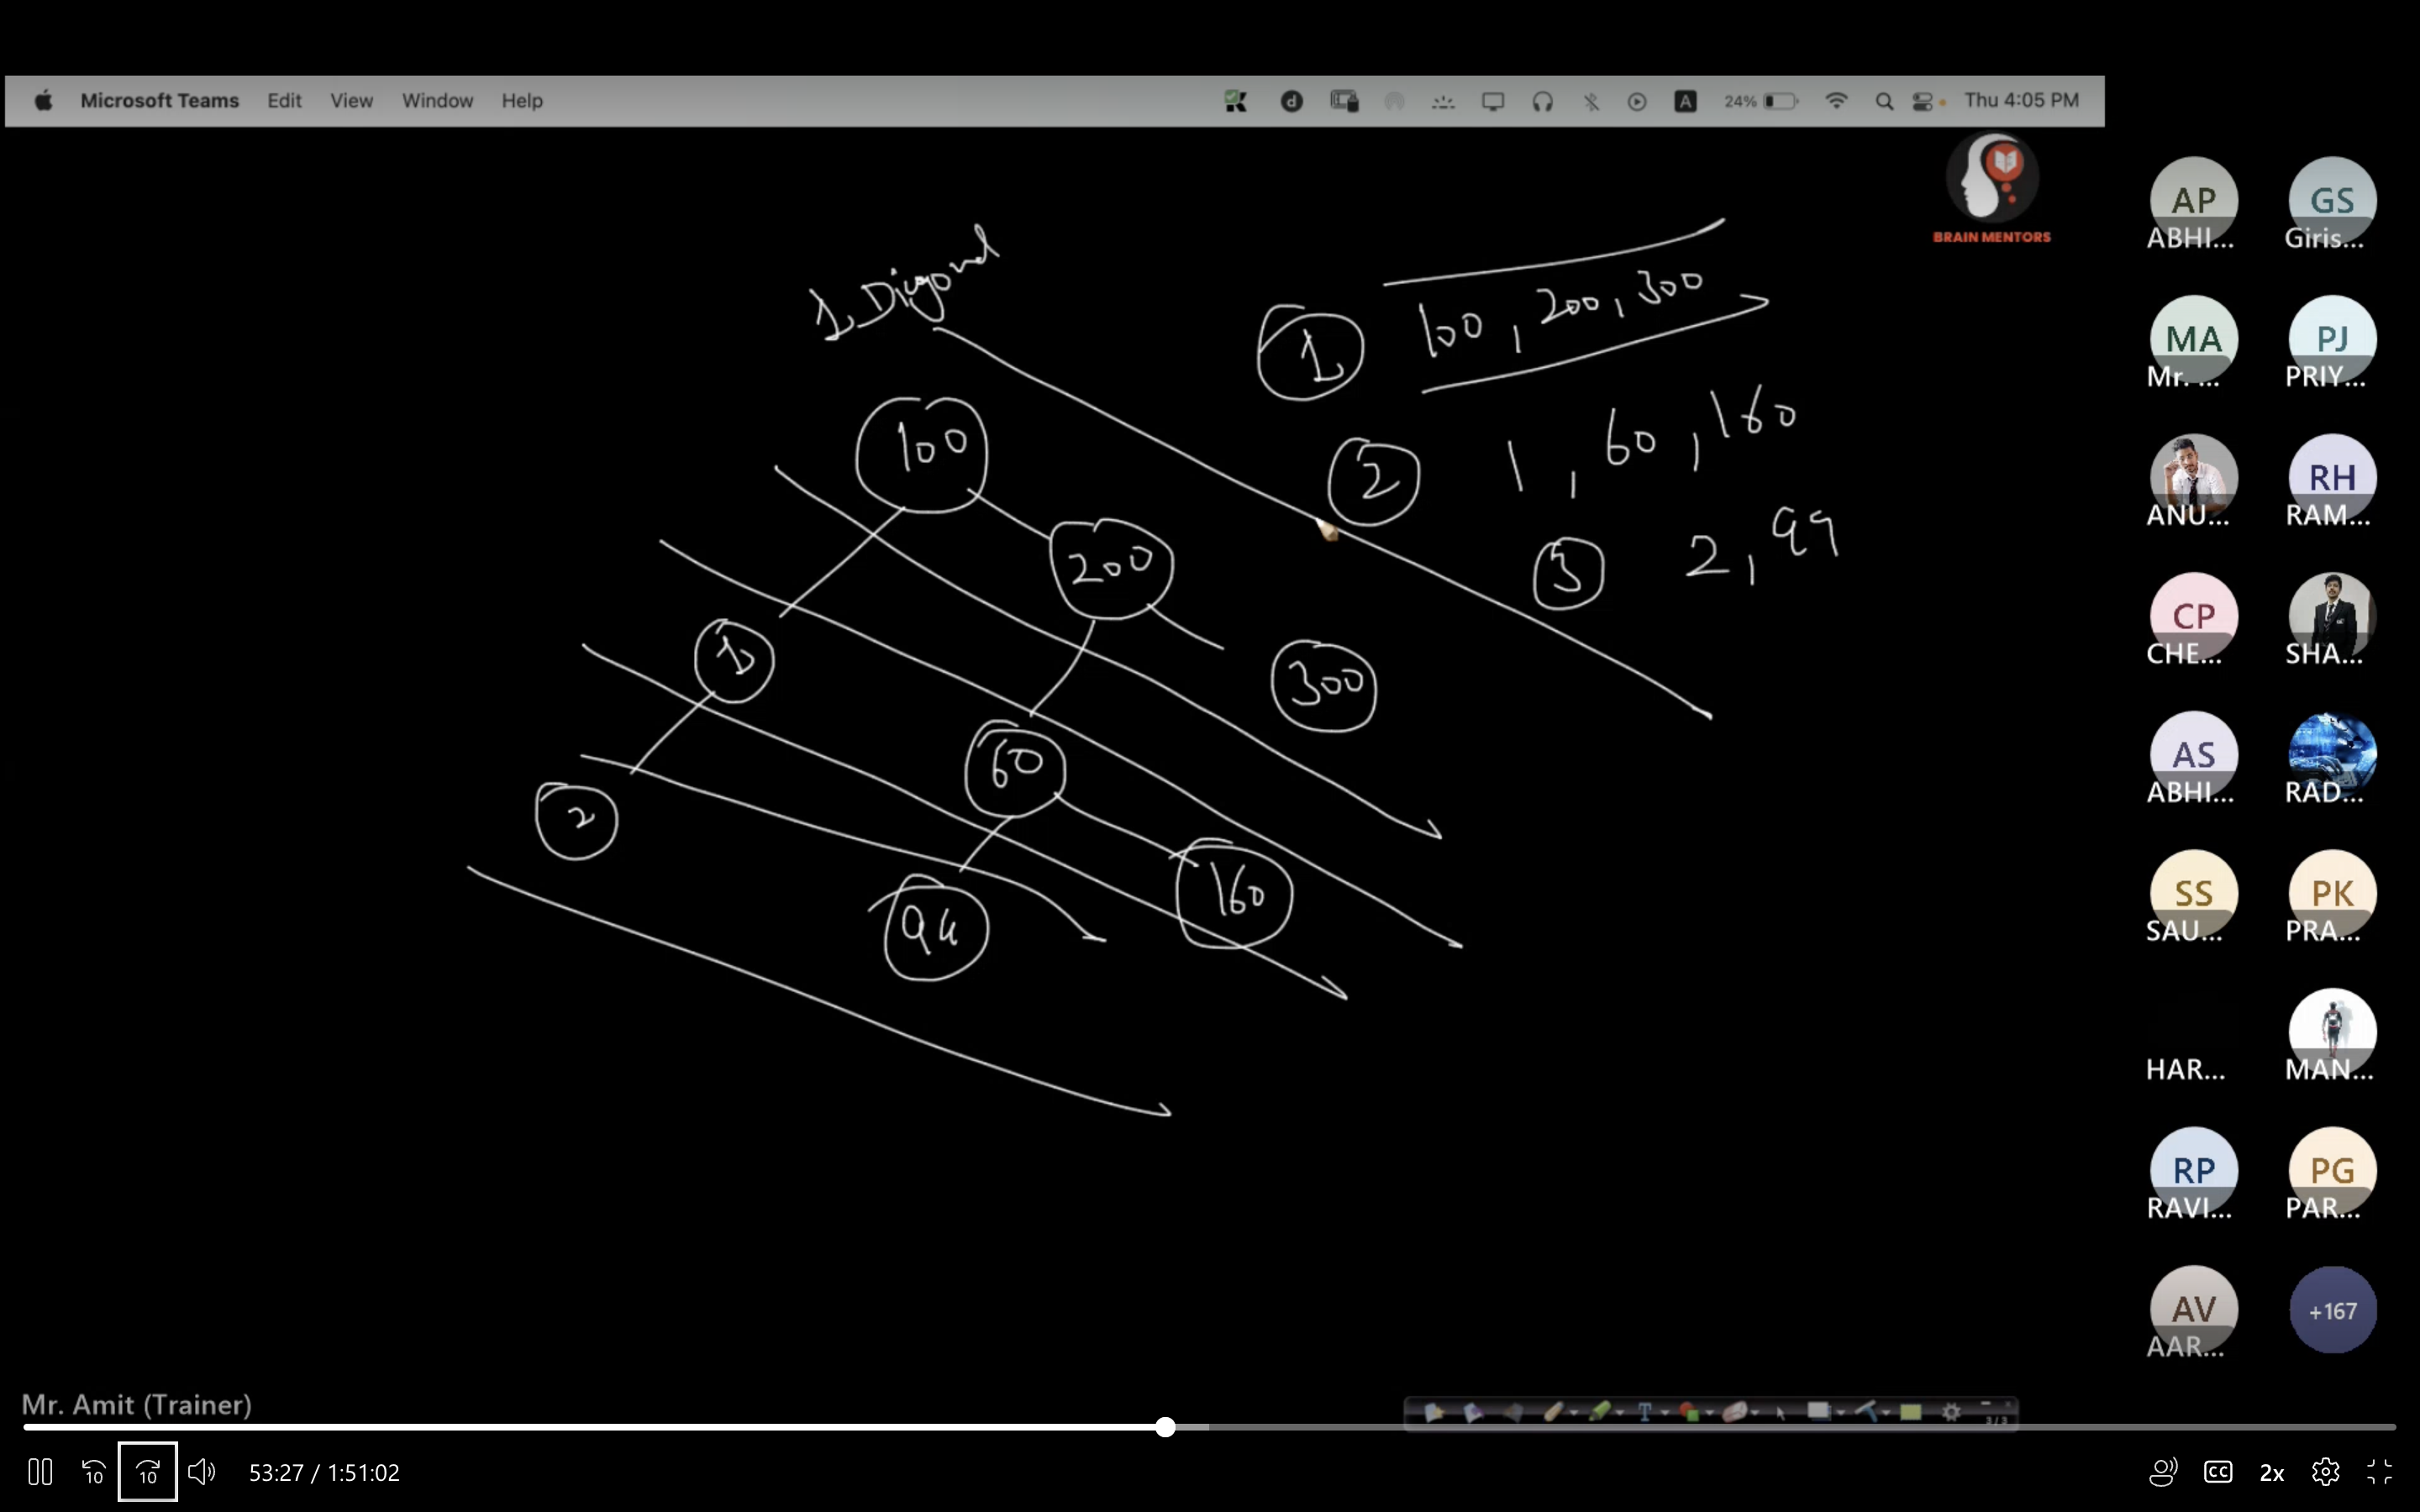 Microsoft Teams Edit View Window Help 24% Thu 4:05 PM
BRAIN MENTORS
1. Digonal
1 100, 200, 300
2 1, 60, 160
3 2, 99
100
200
1
300
60
2
160
94
AP
ABHI...
GS
Giris...
MA
Mr. ...
PJ
PRIY...
ANU...
RH
RAM...
CP
CHE...
SHA...
AS
ABHI...
RAD...
SS
SAU...
PK
PRA...
HAR...
MAN...
RP
RAVI...
PG
PAR...
AV
AAR...
+167
Mr. Amit (Trainer)
3/3
10 10 53:27 / 1:51:02 CC 2x